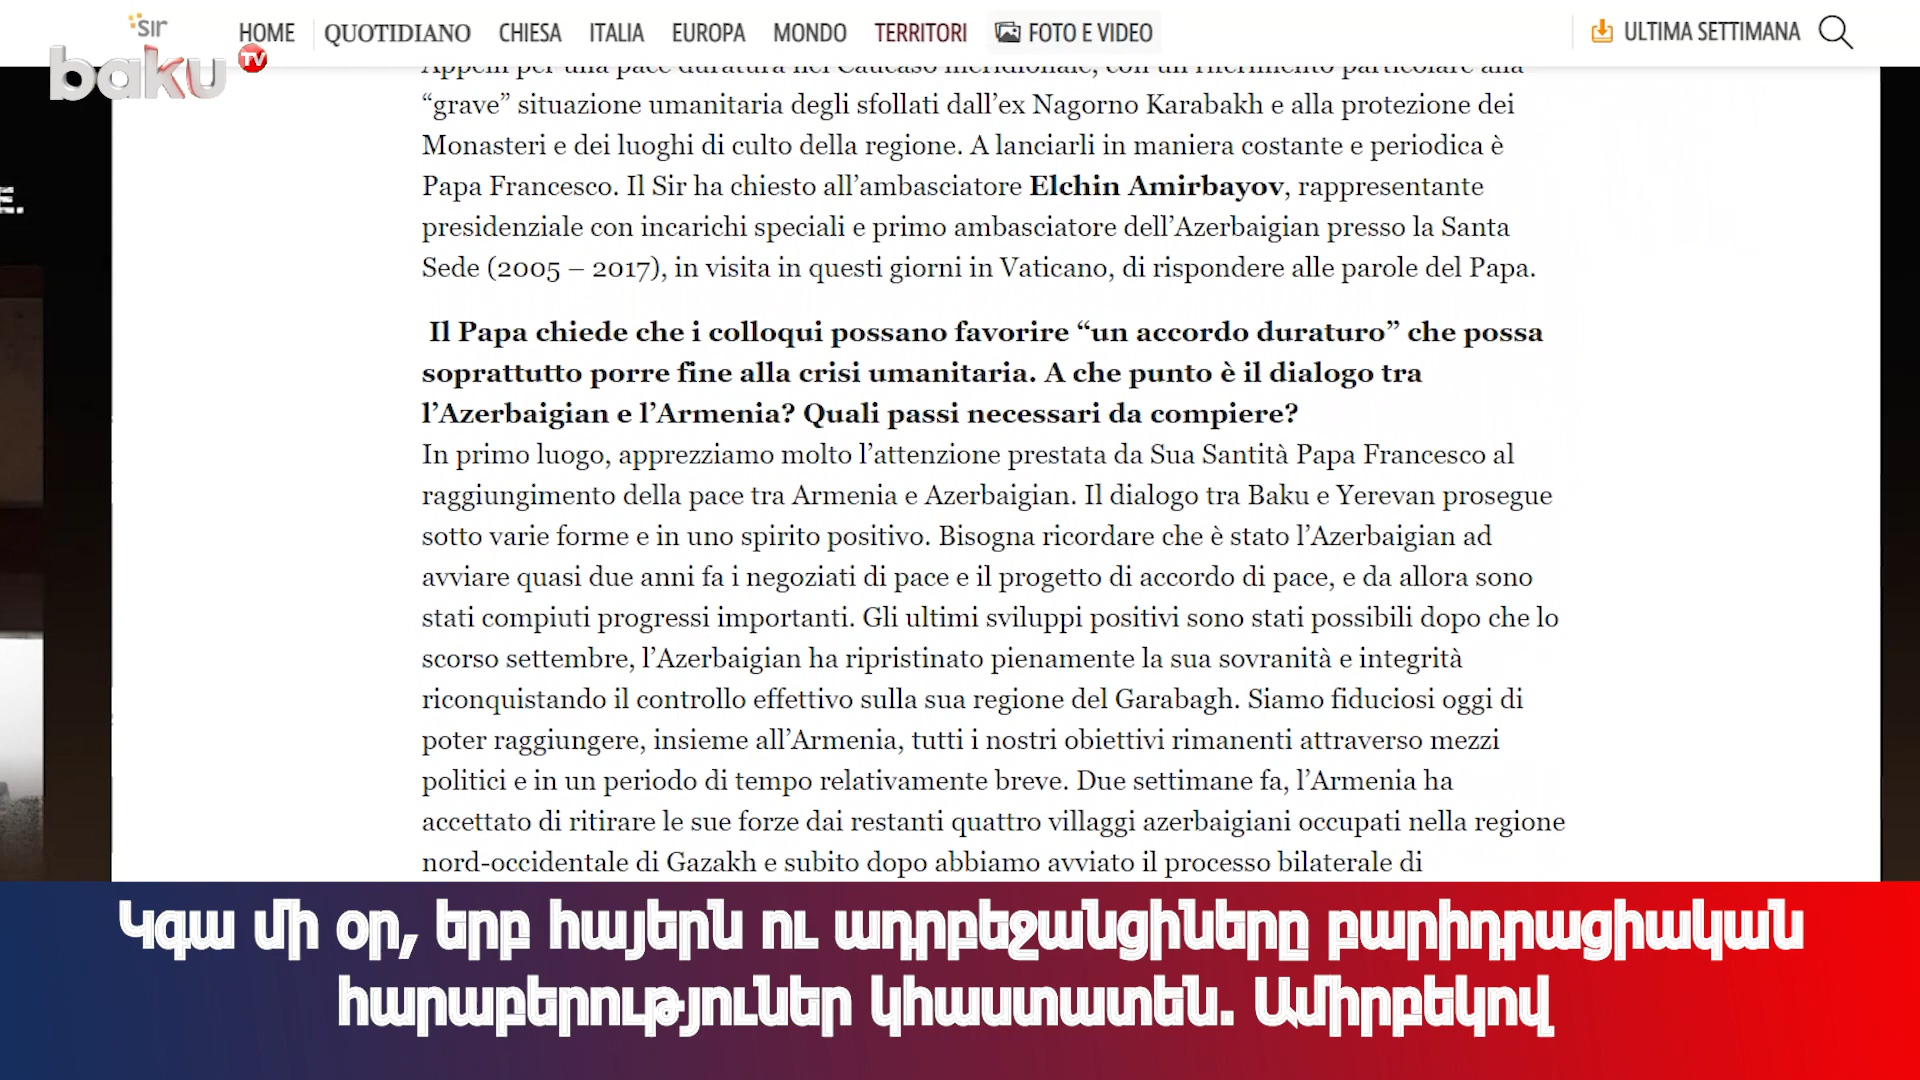 sir
HOME QUOTIDIANO CHIESA ITALIA EUROPA MONDO TERRITORI FOTO E VIDEO ULTIMA SETTIMANA
baku TV
Appelli per una pace duratura nel Caucaso meridionale, con un riferimento particolare alla
“grave” situazione umanitaria degli sfollati dall’ex Nagorno Karabakh e alla protezione dei
Monasteri e dei luoghi di culto della regione. A lanciarli in maniera costante e periodica è
Papa Francesco. Il Sir ha chiesto all’ambasciatore Elchin Amirbayov, rappresentante
presidenziale con incarichi speciali e primo ambasciatore dell’Azerbaigian presso la Santa
Sede (2005 – 2017), in visita in questi giorni in Vaticano, di rispondere alle parole del Papa.
Il Papa chiede che i colloqui possano favorire “un accordo duraturo” che possa
soprattutto porre fine alla crisi umanitaria. A che punto è il dialogo tra
l’Azerbaigian e l’Armenia? Quali passi necessari da compiere?
In primo luogo, apprezziamo molto l’attenzione prestata da Sua Santità Papa Francesco al
raggiungimento della pace tra Armenia e Azerbaigian. Il dialogo tra Baku e Yerevan prosegue
sotto varie forme e in uno spirito positivo. Bisogna ricordare che è stato l’Azerbaigian ad
avviare quasi due anni fa i negoziati di pace e il progetto di accordo di pace, e da allora sono
stati compiuti progressi importanti. Gli ultimi sviluppi positivi sono stati possibili dopo che lo
scorso settembre, l’Azerbaigian ha ripristinato pienamente la sua sovranità e integrità
riconquistando il controllo effettivo sulla sua regione del Garabagh. Siamo fiduciosi oggi di
poter raggiungere, insieme all’Armenia, tutti i nostri obiettivi rimanenti attraverso mezzi
politici e in un periodo di tempo relativamente breve. Due settimane fa, l’Armenia ha
accettato di ritirare le sue forze dai restanti quattro villaggi azerbaigiani occupati nella regione
nord-occidentale di Gazakh e subito dopo abbiamo avviato il processo bilaterale di
Կգա մի օր, երբ հայերն ու ադրբեջանցիները բարիդրացիական
հարաբերություններ կհաստատեն. Ամիրբեկով